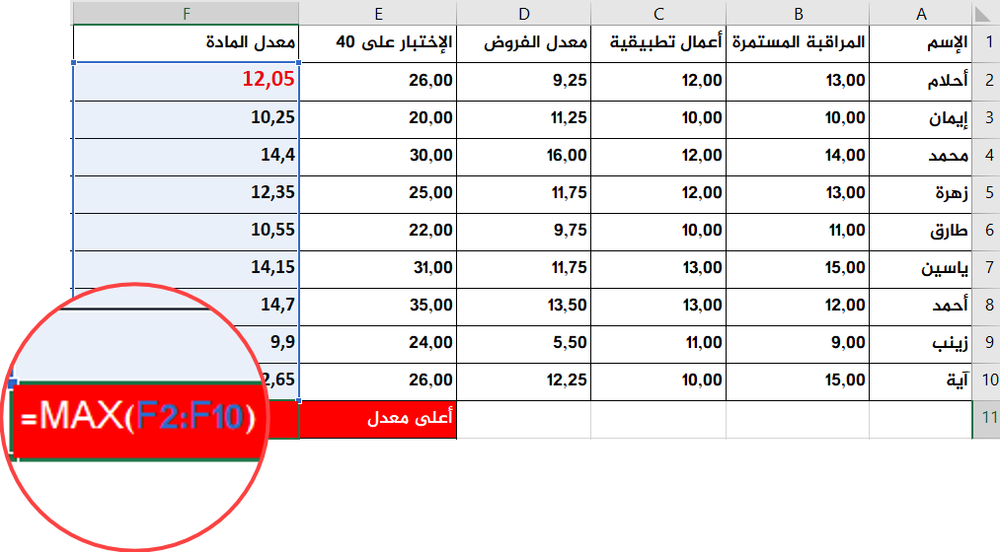 A B C D E F
1 الإسم المراقبة المستمرة أعمال تطبيقية معدل الفروض الإختبار على 40 معدل المادة
2 أحلام 13,00 12,00 9,25 26,00 12,05
3 إيمان 10,00 10,00 11,25 20,00 10,25
4 محمد 14,00 12,00 16,00 30,00 14,4
5 زهرة 13,00 12,00 11,75 25,00 12,35
6 طارق 11,00 10,00 9,75 22,00 10,55
7 ياسين 15,00 13,00 11,75 31,00 14,15
8 أحمد 12,00 13,00 13,50 35,00 14,7
9 زينب 9,00 11,00 5,50 24,00 9,9
10 آية 15,00 10,00 12,25 26,00 2,65
11 أعلى معدل =MAX(F2:F10)